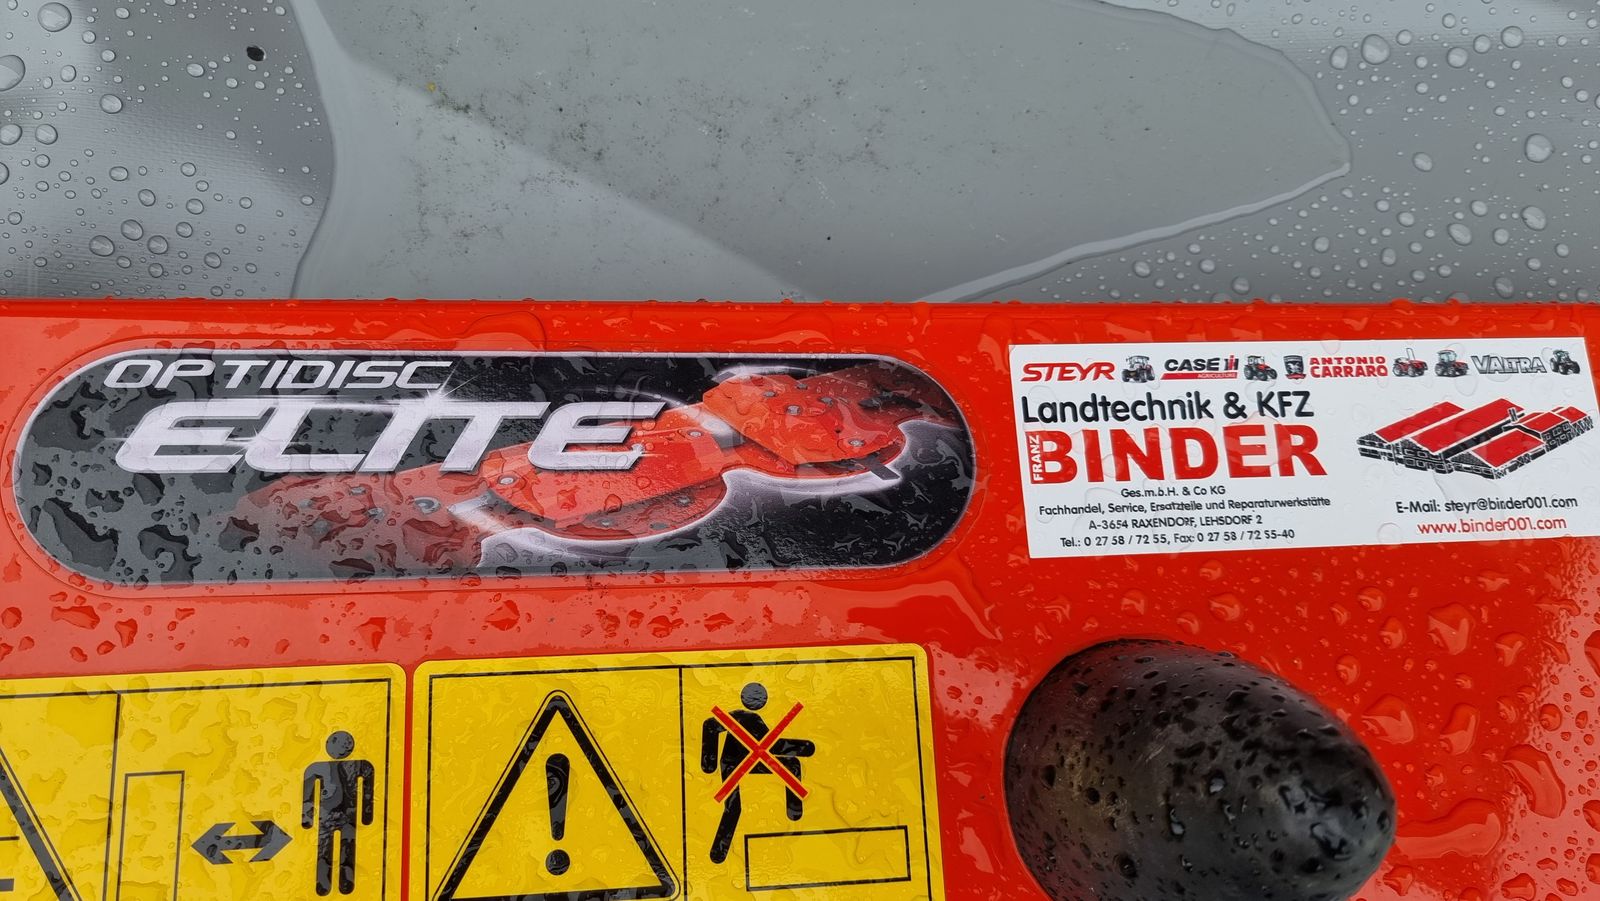 OPTIDISC
ELITE
STEYR CASE IH AGRICULTURE ANTONIO CARRARO VALTRA
Landtechnik & KFZ
FRANZ BINDER
Ges.m.b.H. & Co KG
Fachhandel, Service, Ersatzteile und Reparaturwerkstätte
A-3654 RAXENDORF, LEHSDORF 2
Tel.: 0 27 58 / 72 55, Fax: 0 27 58 / 72 55-40
E-Mail: steyr@binder001.com
www.binder001.com